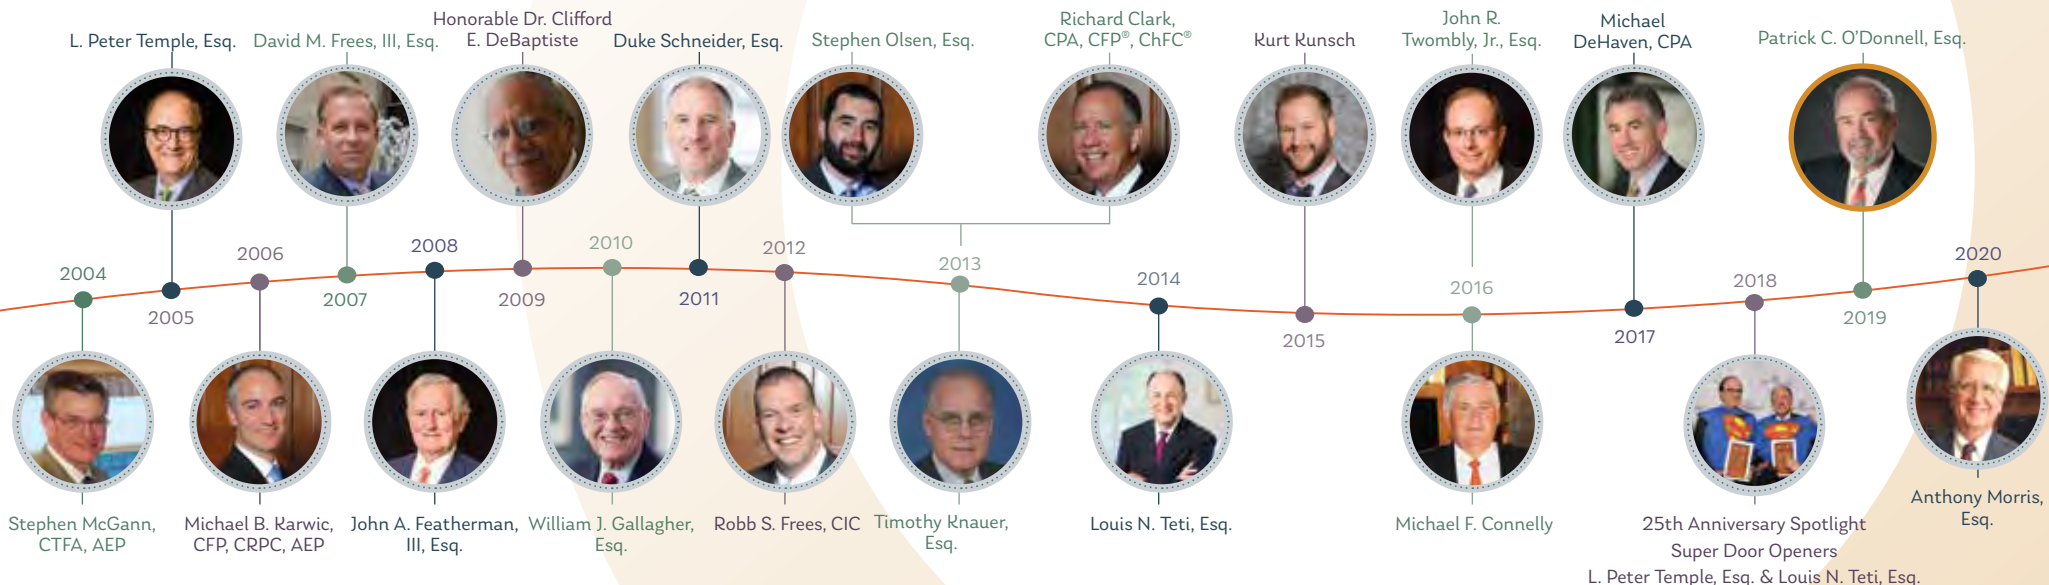 L. Peter Temple, Esq.
David M. Frees, III, Esq.
Honorable Dr. Clifford
E. DeBaptiste
Duke Schneider, Esq.
Stephen Olsen, Esq.
Richard Clark,
CPA, CFP®, ChFC®
Kurt Kunsch
John R.
Twombly, Jr., Esq.
Michael
DeHaven, CPA
Patrick C. O'Donnell, Esq.
2004
2005
2006
2007
2008
2009
2010
2011
2012
2013
2014
2015
2016
2017
2018
2019
2020
Stephen McGann,
CTFA, AEP
Michael B. Karwic,
CFP, CRPC, AEP
John A. Featherman,
III, Esq.
William J. Gallagher,
Esq.
Robb S. Frees, CIC
Timothy Knauer,
Esq.
Louis N. Teti, Esq.
Michael F. Connelly
25th Anniversary Spotlight
Super Door Openers
L. Peter Temple, Esq. & Louis N. Teti, Esq.
Anthony Morris,
Esq.